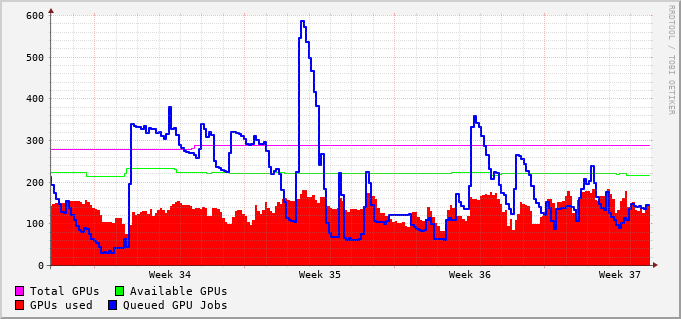 600
500
400
300
200
100
0
Week 34 Week 35 Week 36 Week 37
Total GPUs Available GPUs
GPUs used Queued GPU Jobs
RRDTOOL / TOBI OETIKER